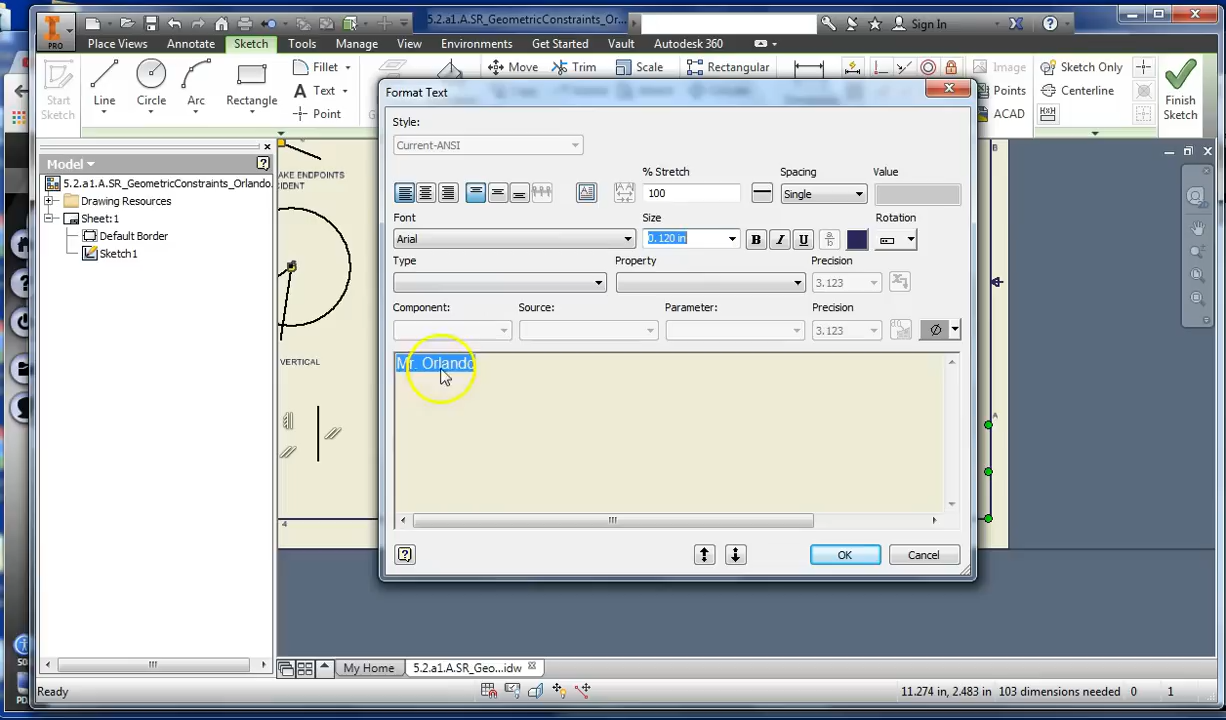 5.2.a1.A.SR_GeometricConstraints_Or...
Sign In
PRO
Place Views Annotate Sketch Tools Manage View Environments Get Started Vault Autodesk 360
Start Sketch
Line
Circle
Arc
Rectangle
Fillet
Text
Point
Move
Trim
Scale
Rectangular
Image
Points
ACAD
Sketch Only
Centerline
Finish Sketch
Format Text
Style:
Current-ANSI
% Stretch
100
Spacing
Single
Value
Font
Arial
Size
0.120 in
B I U
Rotation
Type
Property
Precision
3.123
Component:
Source:
Parameter:
Precision
3.123
Mr. Orlando
OK
Cancel
Model
5.2.a1.A.SR_GeometricConstraints_Orlando.
Drawing Resources
Sheet:1
Default Border
Sketch1
AKE ENDPOINTS
IDENT
VERTICAL
4
B
A
My Home
5.2.a1.A.SR_Geo...idw
Ready
11.274 in, 2.483 in 103 dimensions needed 0 1